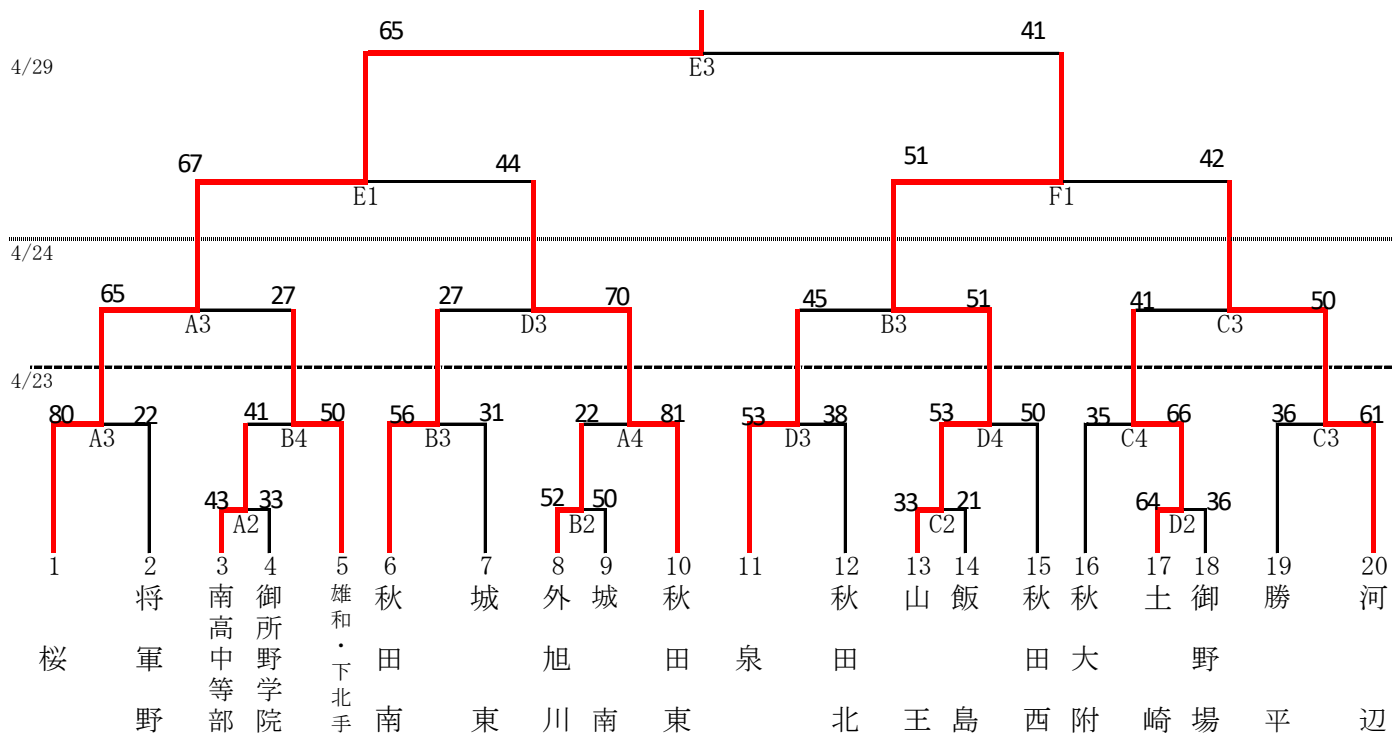 65 41
4/29
E3
67 44 51 42
E1 F1
4/24
65 27 27 70 45 51 41 50
A3 D3 B3 C3
4/23
80 22 41 50 56 31 22 81 53 38 53 50 35 66 36 61
A3 B4 B3 A4 D3 D4 C4 C3
43 33 52 50 33 21 64 36
A2 B2 C2 D2
1 2 3 4 5 6 7 8 9 10 11 12 13 14 15 16 17 18 19 20
桜
将軍野
南高中等部
御所野学院
雄和・下北手
秋田南
城東
外旭川
城南
秋田東
泉
秋田北
山王
飯島
秋田西
秋大附
土崎
御野場
勝平
河辺